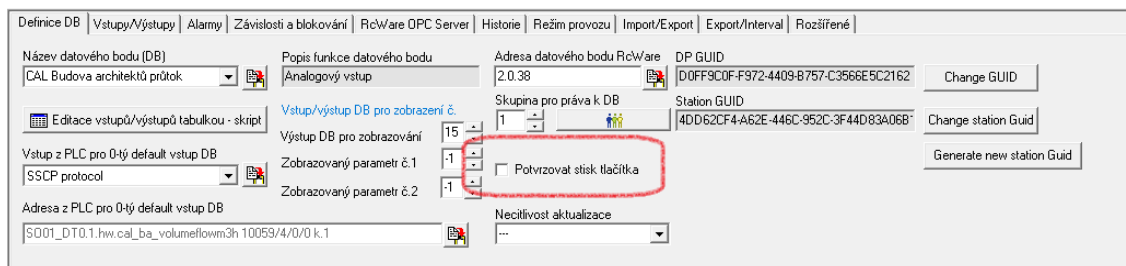 Definice DB Vstupy/Výstupy Alarmy Závislosti a blokování RcWare OPC Server Historie Režim provozu Import/Export Export/Interval Rozšířené
Název datového bodu (DB) Popis funkce datového bodu Adresa datového bodu RcWare DP GUID
CAL Budova architektů průtok Analogový vstup 2.0.38 D0FF9C0F-F972-4409-B757-C3566E5C2162 Change GUID
Vstup/výstup DB pro zobrazení č. Skupina pro práva k DB Station GUID
Editace vstupů/výstupů tabulkou - skript 1 4DD62CF4-A62E-446C-952C-3F44D83A06B Change station Guid
Výstup DB pro zobrazování 15
Vstup z PLC pro 0-tý default vstup DB Zobrazovaný parametr č.1 -1 Generate new station Guid
SSCP protocol Potvrzovat stisk tlačítka
Zobrazovaný parametr č.2 -1
Adresa z PLC pro 0-tý default vstup DB Necitlivost aktualizace
SO01_DT0.1.hw.cal_ba_volumeflowm3h 10059/4/0/0 k.1 ---